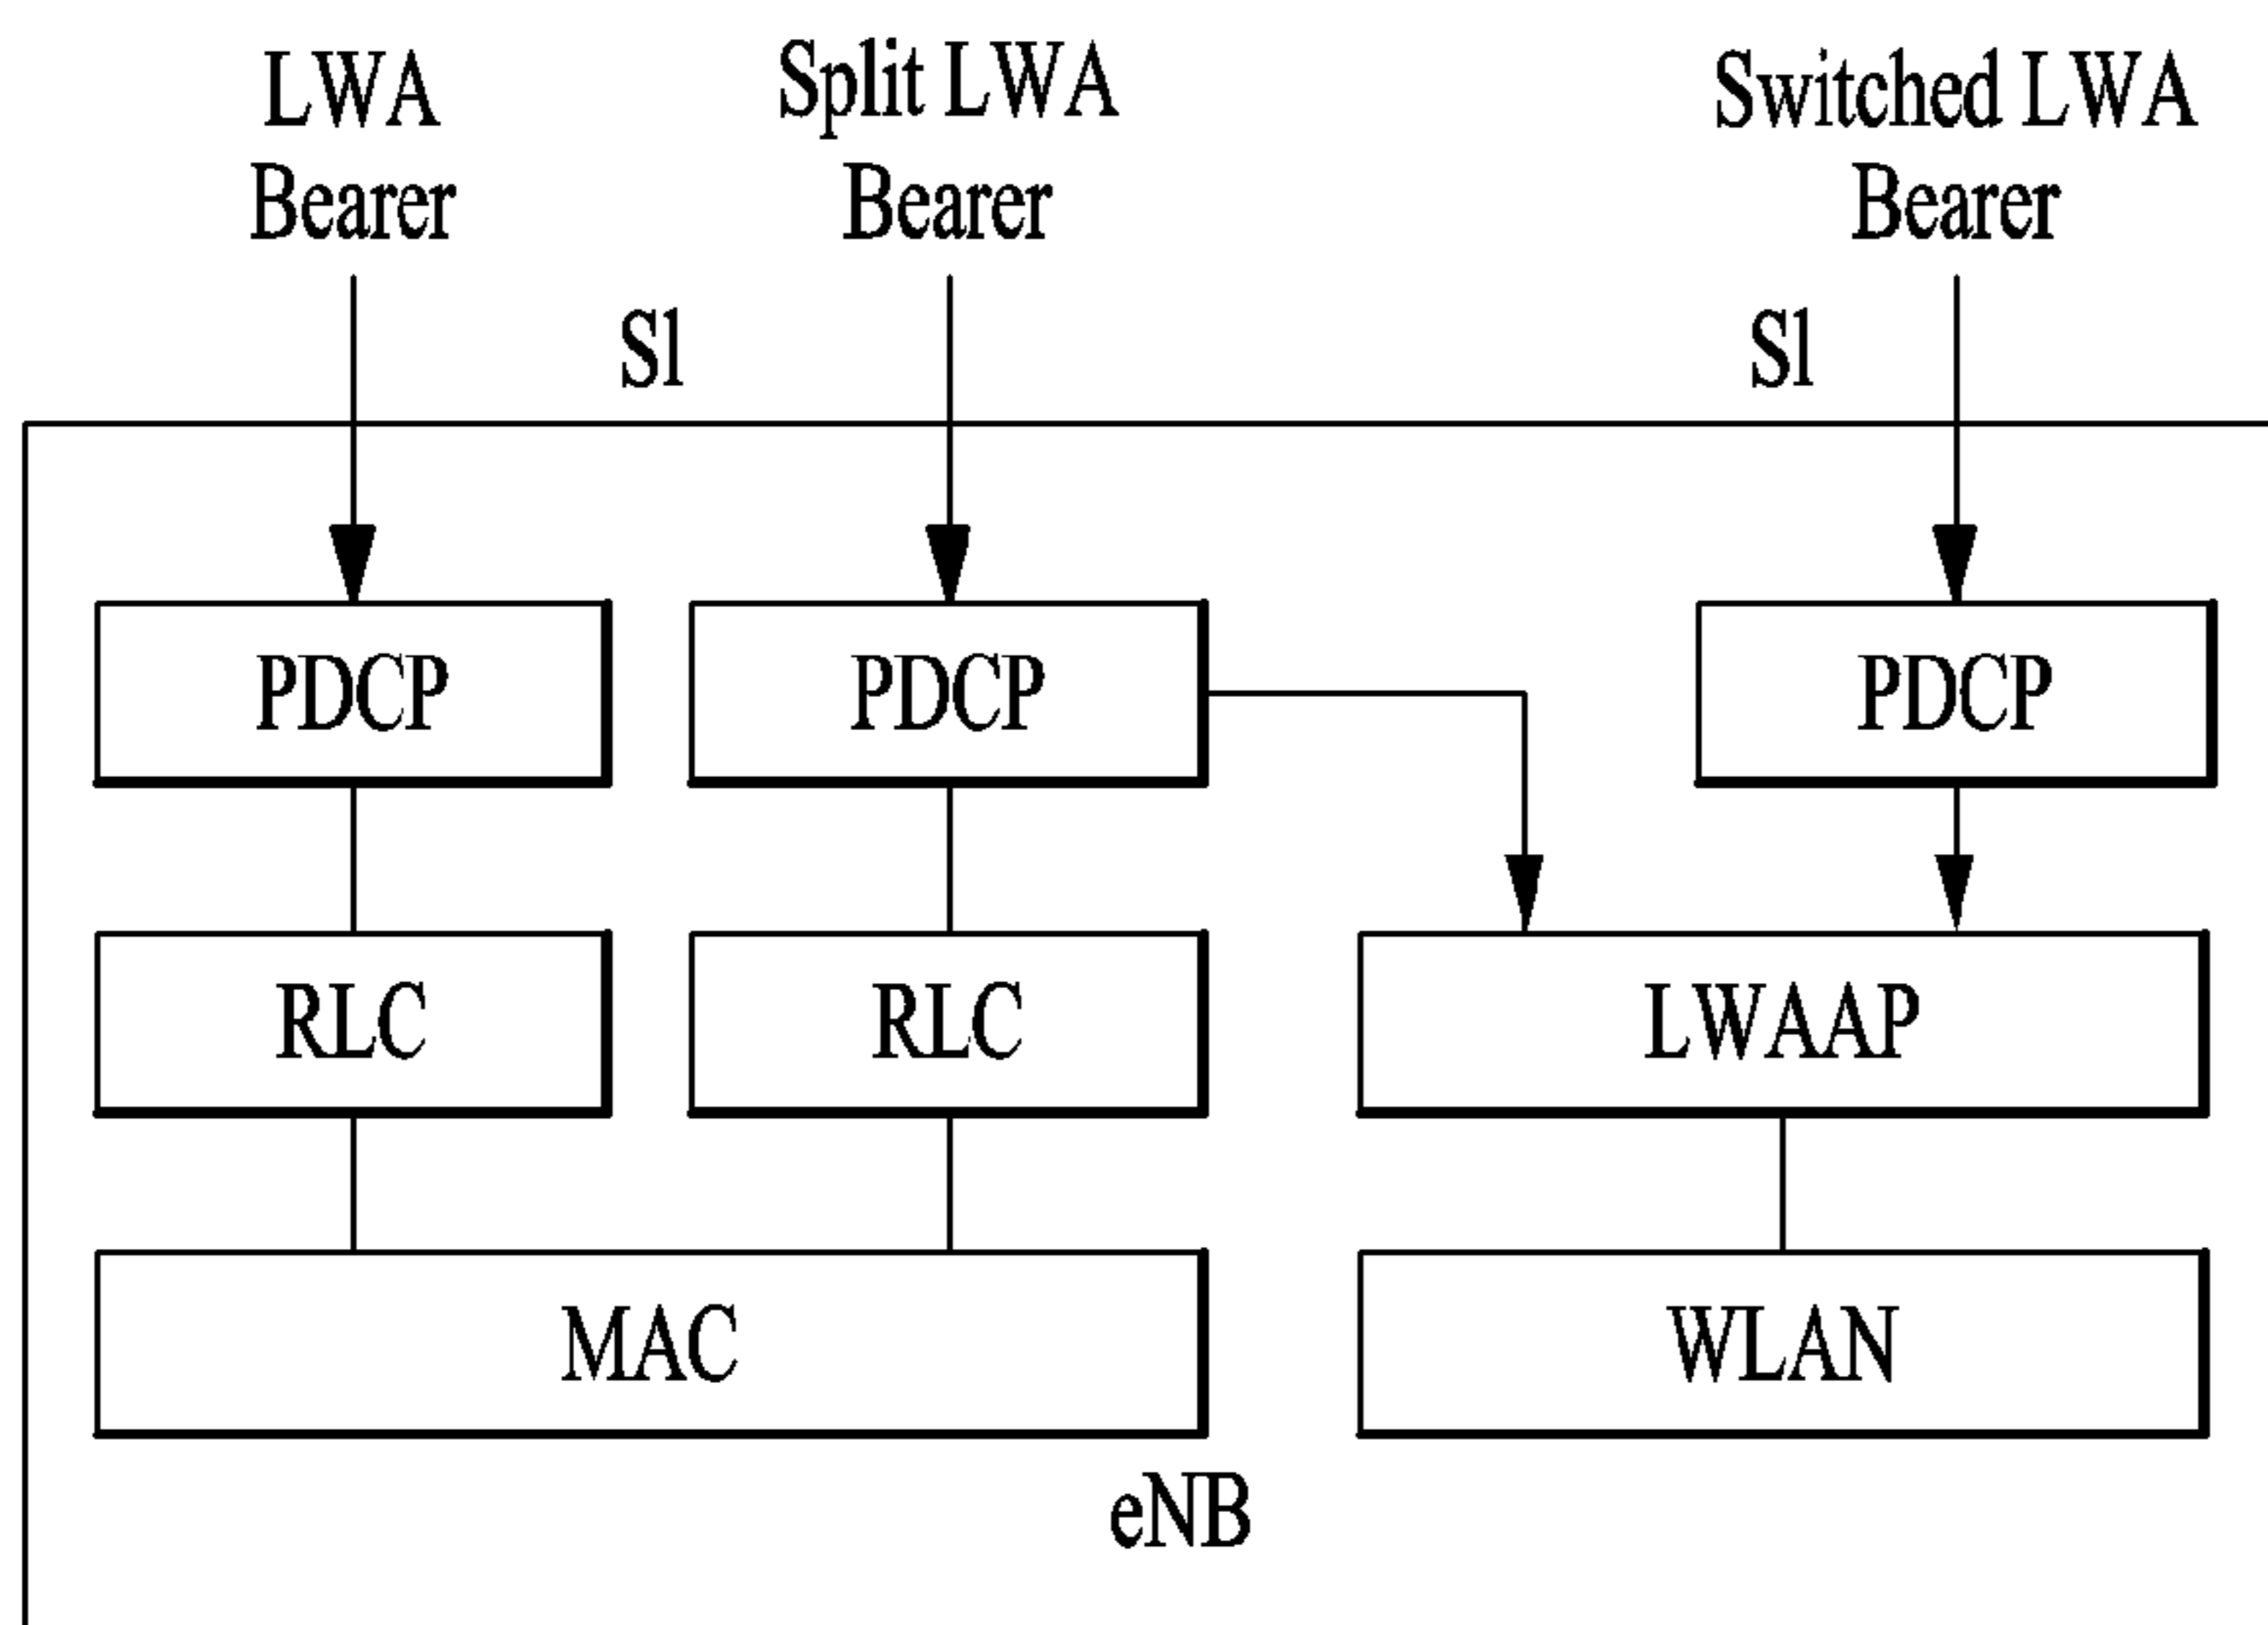 LWA
Bearer
Split LWA
Bearer
Switched LWA
Bearer
Sl
Sl
PDCP
PDCP
PDCP
RLC
RLC
LWAAP
MAC
WLAN
eNB